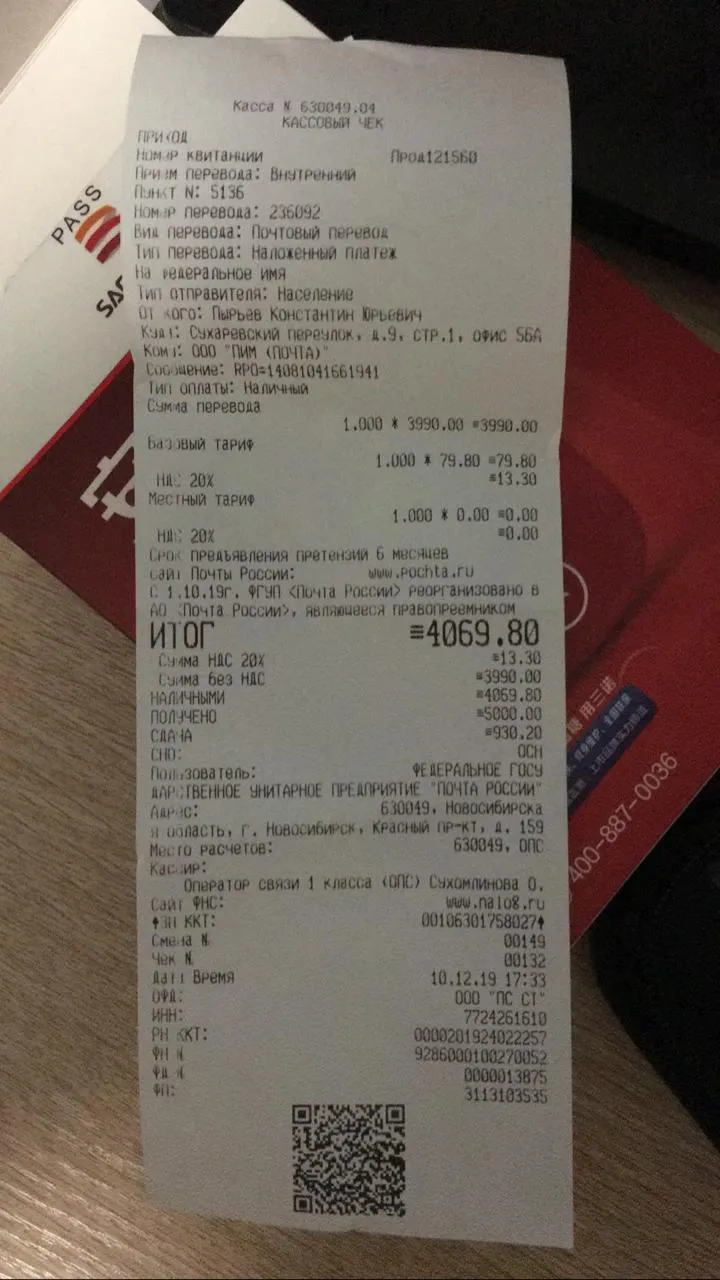 Касса N 630049.04
КАССОВЫЙ ЧЕК
ПРИХОД
Номер квитанции Прод121560
Прием перевода: Внутренний
Пункт N: 5136
Номер перевода: 236092
Вид перевода: Почтовый перевод
Тип перевода: Наложенный платеж
На федеральное имя
Тип отправителя: Население
От кого: Пырьев Константин Юрьевич
Куда: Сухаревский переулок, д.9, стр.1, офис 56А
Кому: ООО "ПИМ (ПОЧТА)"
Сообщение: RPO=14081041661941
Тип оплаты: Наличный
Сумма перевода
1.000 * 3990.00 ≡3990.00
Базовый тариф
1.000 * 79.80 ≡79.80
НДС 20% ≡13.30
Местный тариф
1.000 * 0.00 ≡0.00
НДС 20% ≡0.00
Срок предъявления претензий 6 месяцев
Сайт Почты России: www.pochta.ru
С 1.10.19г. ФГУП <Почта России> реорганизовано в
АО <Почта России>, являющееся правопреемником
ИТОГ ≡4069.80
Сумма НДС 20% ≡13.30
Сумма без НДС ≡3990.00
НАЛИЧНЫМИ ≡4069.80
ПОЛУЧЕНО ≡5000.00
СДАЧА ≡930.20
СНО: ОСН
Пользователь: ФЕДЕРАЛЬНОЕ ГОСУ
ДАРСТВЕННОЕ УНИТАРНОЕ ПРЕДПРИЯТИЕ "ПОЧТА РОССИИ"
Адрес: 630049, Новосибирска
я область, г. Новосибирск, Красный пр-кт, д. 159
Место расчетов: 630049, ОПС
Кассир:
Оператор связи 1 класса (ОПС) Сухомлинова О.
Сайт ФНС: www.nalog.ru
ЗН ККТ: 00106301758027
Смена N 00149
Чек N 00132
Дата Время 10.12.19 17:33
ОФД: ООО "ПС СТ"
ИНН: 7724261610
РН ККТ: 0000201924022257
ФН N 9286000100270052
ФД N 0000013875
ФП: 3113103535
PASS
用三诺
400-887-0036